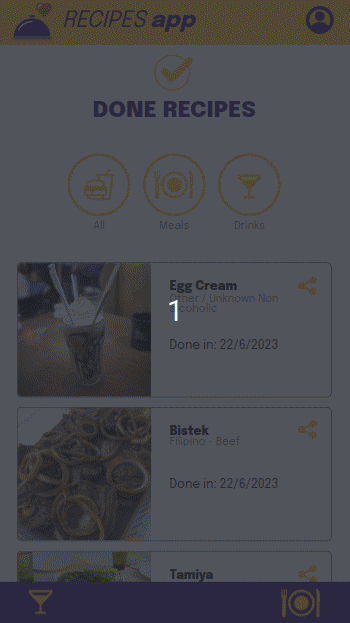 RECIPES app
DONE RECIPES
All Meals Drinks
Egg Cream
Other / Unknown Non
lcoholic
1
Done in: 22/6/2023
Bistek
Filipino - Beef
Done in: 22/6/2023
Tamiya